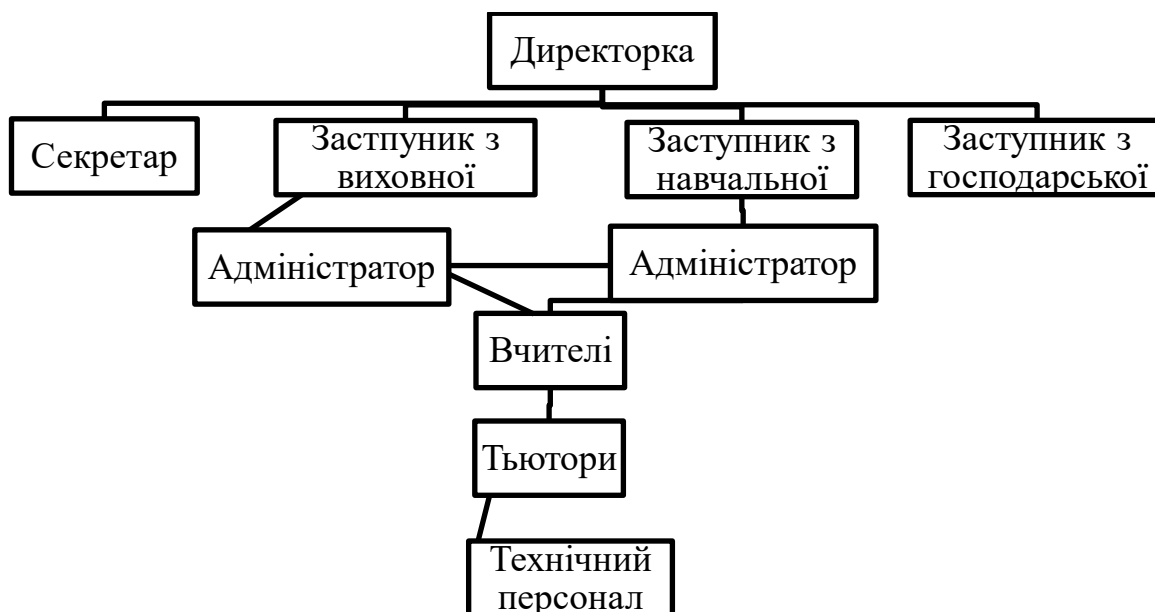 Директорка
Секретар
Застпуник з
виховної
Заступник з
навчальної
Заступник з
господарської
Адміністратор
Адміністратор
Вчителі
Тьютори
Технічний
персонал